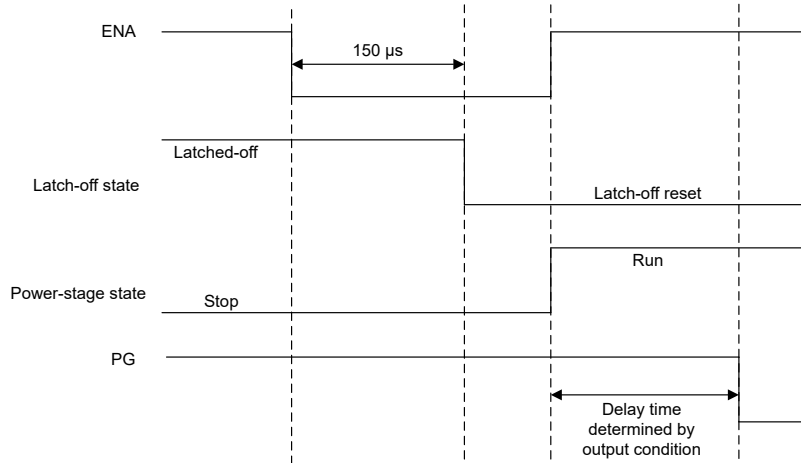 ENA
150 µs
Latched-off
Latch-off state
Latch-off reset
Run
Power-stage state
Stop
PG
Delay time
determined by
output condition